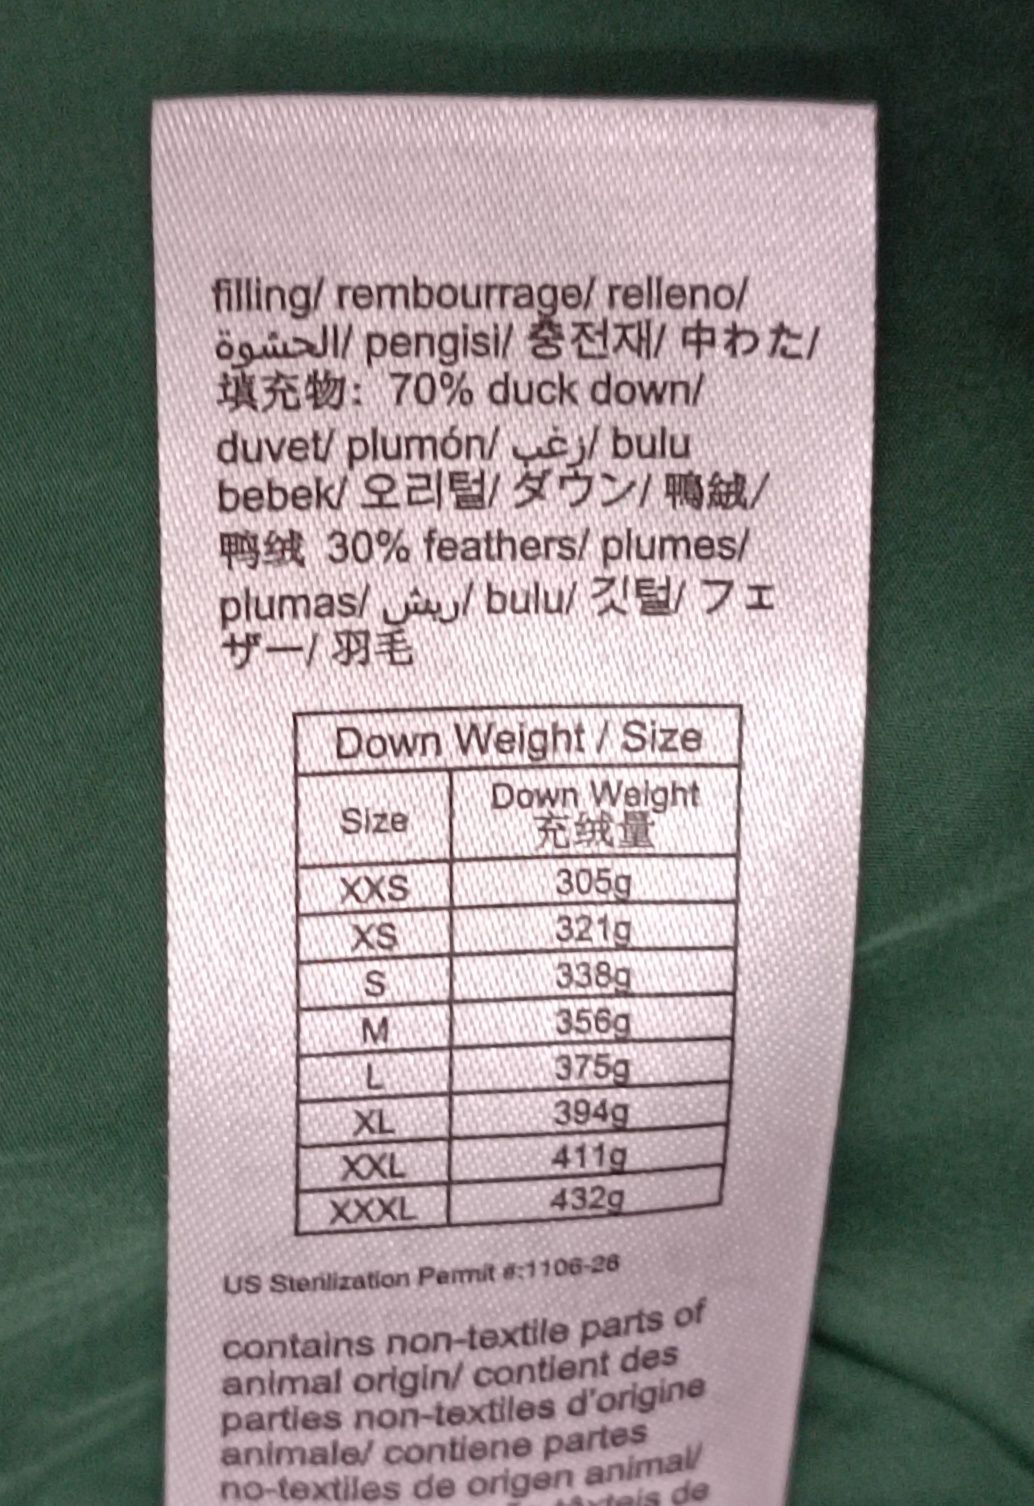 filling/ rembourrage/ relleno/
الحشوة/ pengisi/ 충전재/ 中わた/
填充物: 70% duck down/
duvet/ plumón/ زغب/ bulu
bebek/ 오리털/ ダウン/ 鴨絨/
鸭绒 30% feathers/ plumes/
plumas/ ريش/ bulu/ 깃털/ フェ
ザー/ 羽毛
Down Weight / Size
Size Down Weight 充绒量
XXS 305g
XS 321g
S 338g
M 356g
L 375g
XL 394g
XXL 411g
XXXL 432g
US Sterilization Permit #:1106-26
contains non-textile parts of
animal origin/ contient des
parties non-textiles d'origine
animale/ contiene partes
no-textiles de origen animal/
de